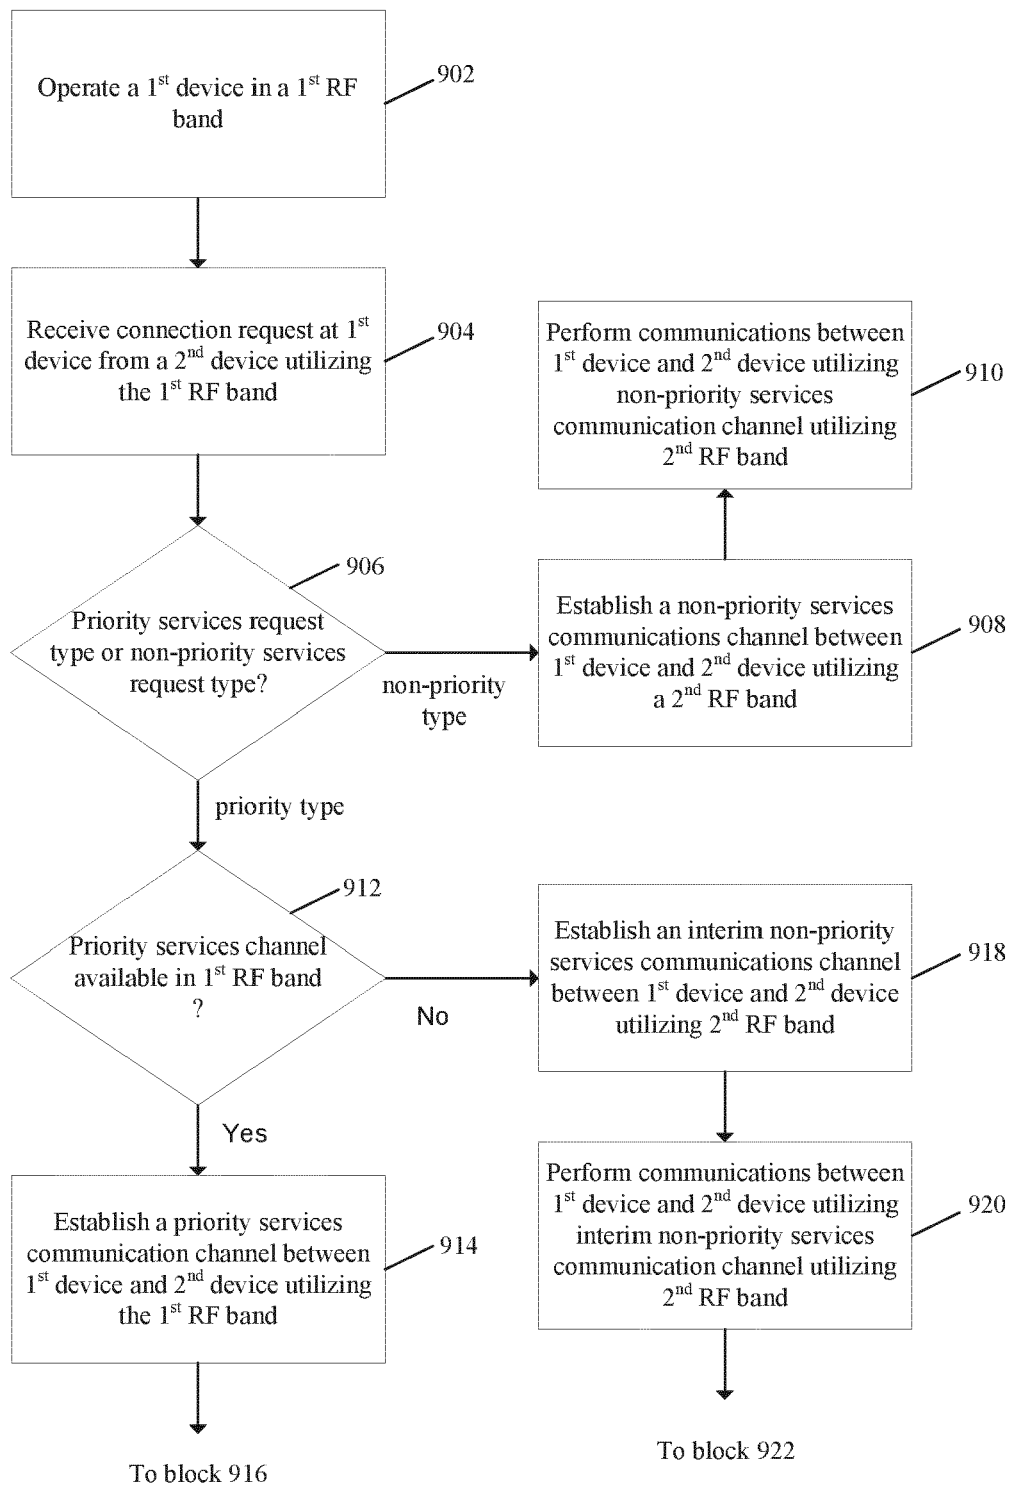 Operate a 1st device in a 1st RF
band
902
Receive connection request at 1st
device from a 2nd device utilizing
the 1st RF band
904
Perform communications between
1st device and 2nd device utilizing
non-priority services
communication channel utilizing
2nd RF band
910
906
Priority services request
type or non-priority services
request type?
non-priority
type
Establish a non-priority services
communications channel between
1st device and 2nd device utilizing
a 2nd RF band
908
priority type
912
Priority services channel
available in 1st RF band
?
No
Establish an interim non-priority
services communications channel
between 1st device and 2nd device
utilizing 2nd RF band
918
Yes
Establish a priority services
communication channel between
1st device and 2nd device utilizing
the 1st RF band
914
Perform communications between
1st device and 2nd device utilizing
interim non-priority services
communication channel utilizing
2nd RF band
920
To block 916
To block 922